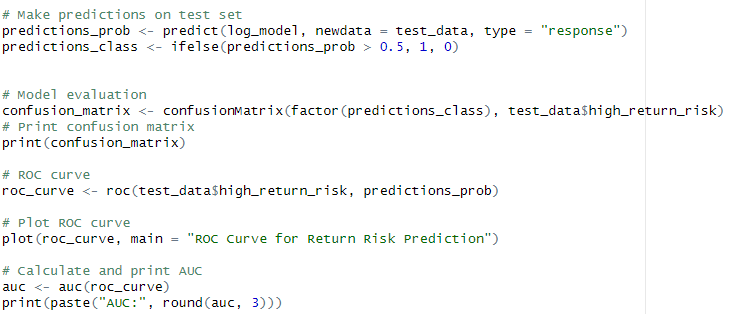 # Make predictions on test set
predictions_prob <- predict(log_model, newdata = test_data, type = "response")
predictions_class <- ifelse(predictions_prob > 0.5, 1, 0)
# Model evaluation
confusion_matrix <- confusionMatrix(factor(predictions_class), test_data$high_return_risk)
# Print confusion matrix
print(confusion_matrix)
# ROC curve
roc_curve <- roc(test_data$high_return_risk, predictions_prob)
# Plot ROC curve
plot(roc_curve, main = "ROC Curve for Return Risk Prediction")
# Calculate and print AUC
auc <- auc(roc_curve)
print(paste("AUC:", round(auc, 3)))